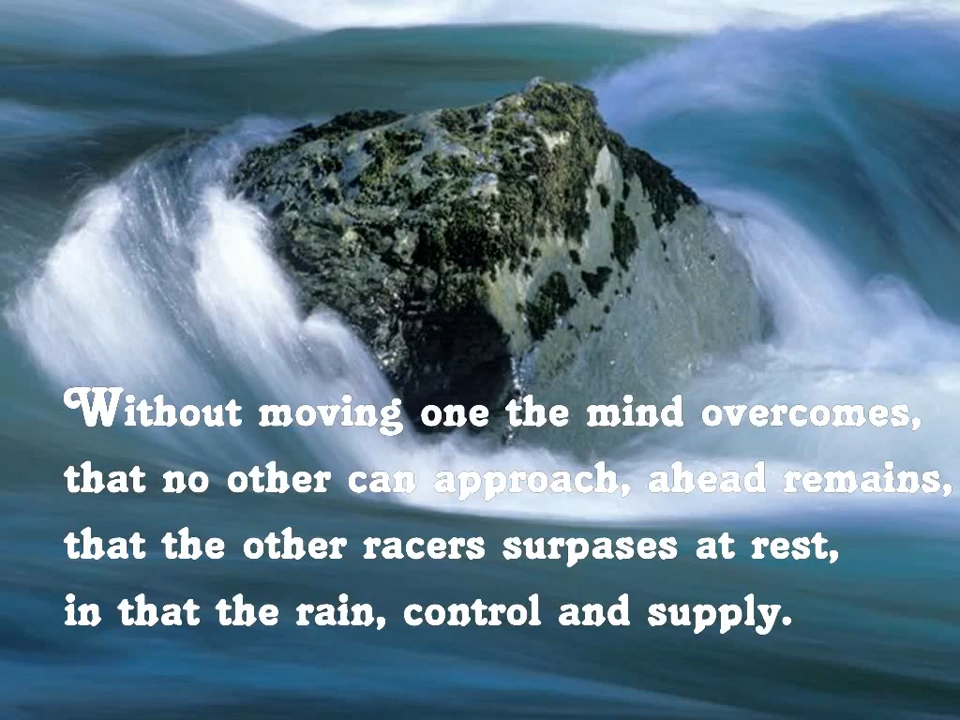 Without moving one the mind overcomes,
that no other can approach, ahead remains,
that the other racers surpases at rest,
in that the rain, control and supply.